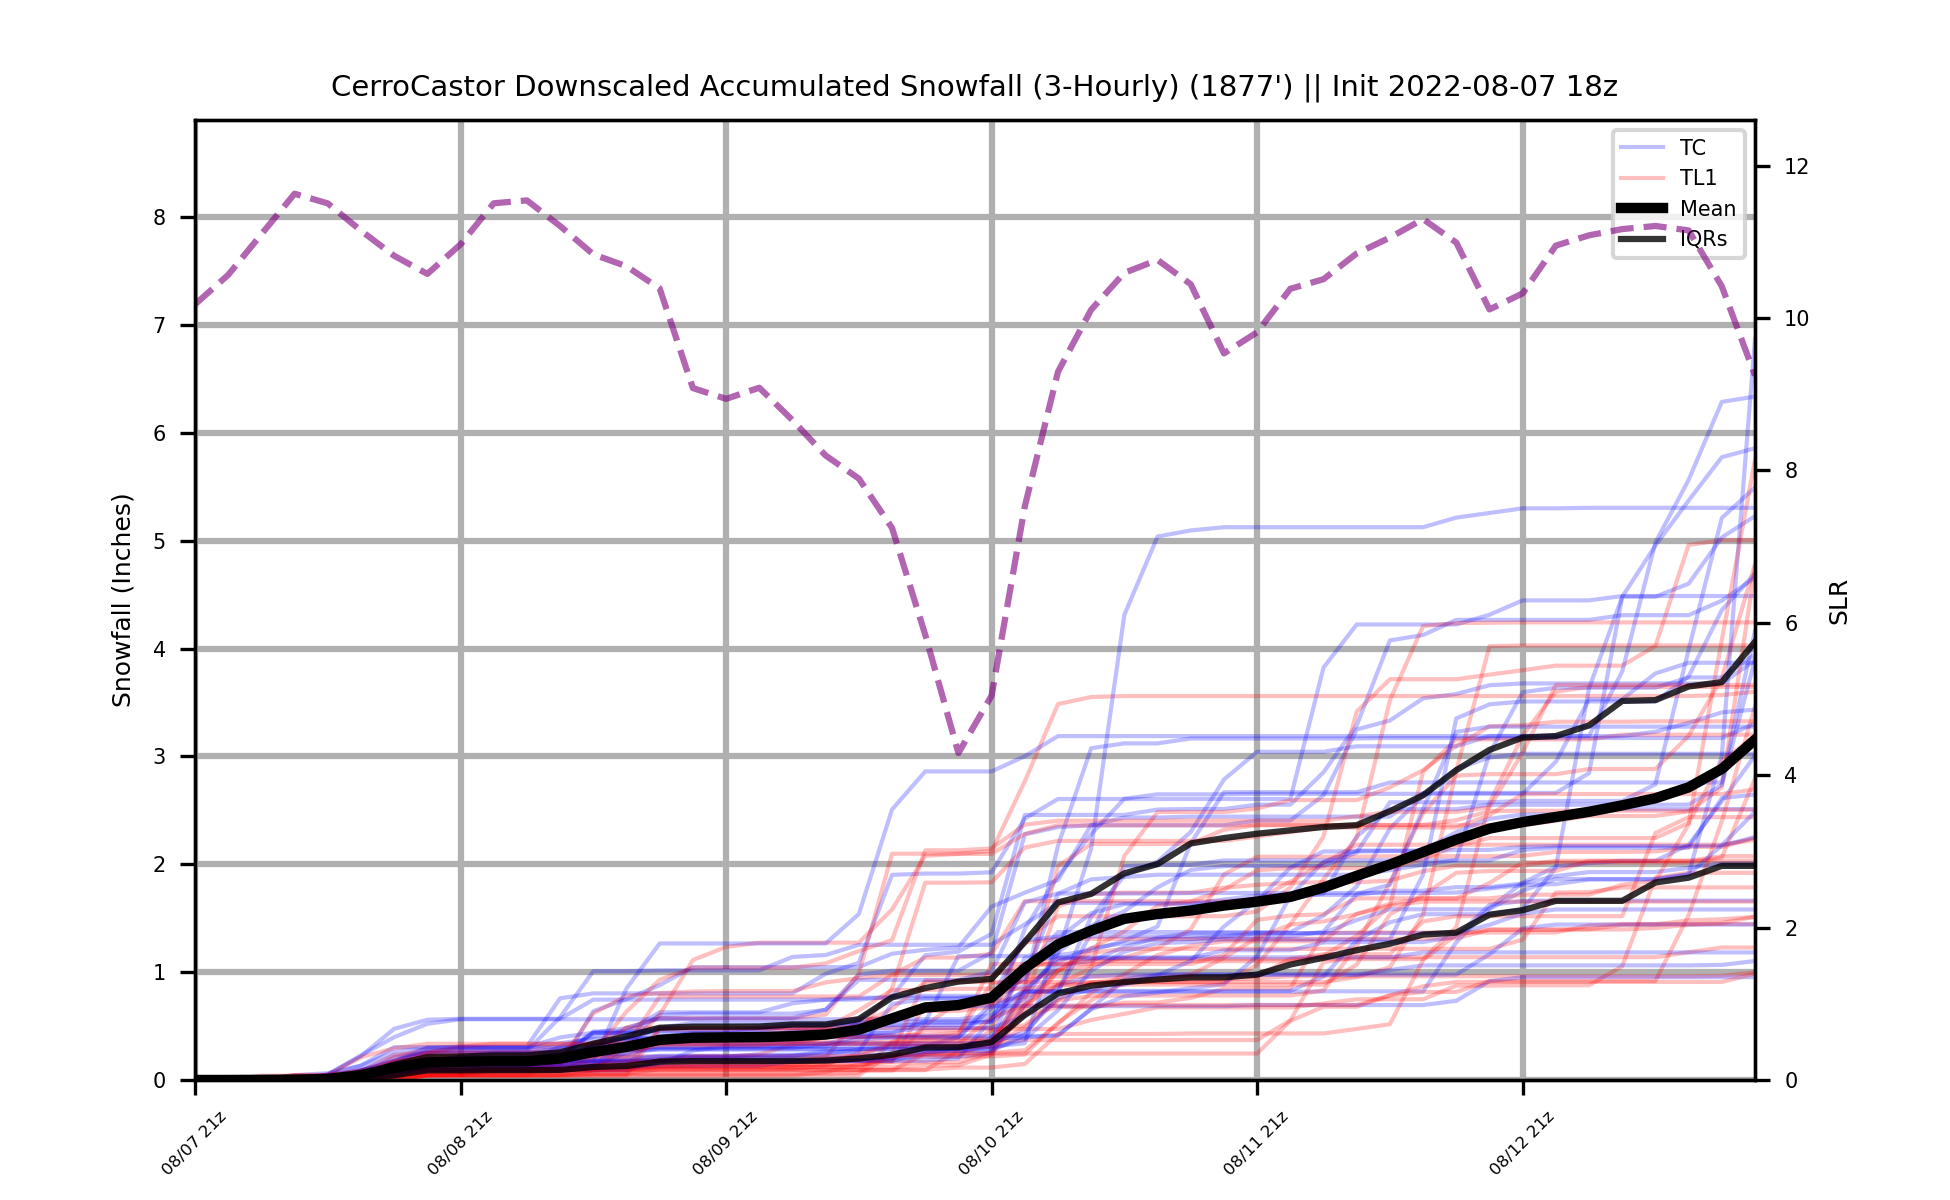 CerroCastor Downscaled Accumulated Snowfall (3-Hourly) (1877') || Init 2022-08-07 18z
TC
TL1
Mean
IQRs
Snowfall (Inches)
8
7
6
5
4
3
2
1
0
SLR
12
10
8
6
4
2
0
08/07 21z
08/08 21z
08/09 21z
08/10 21z
08/11 21z
08/12 21z